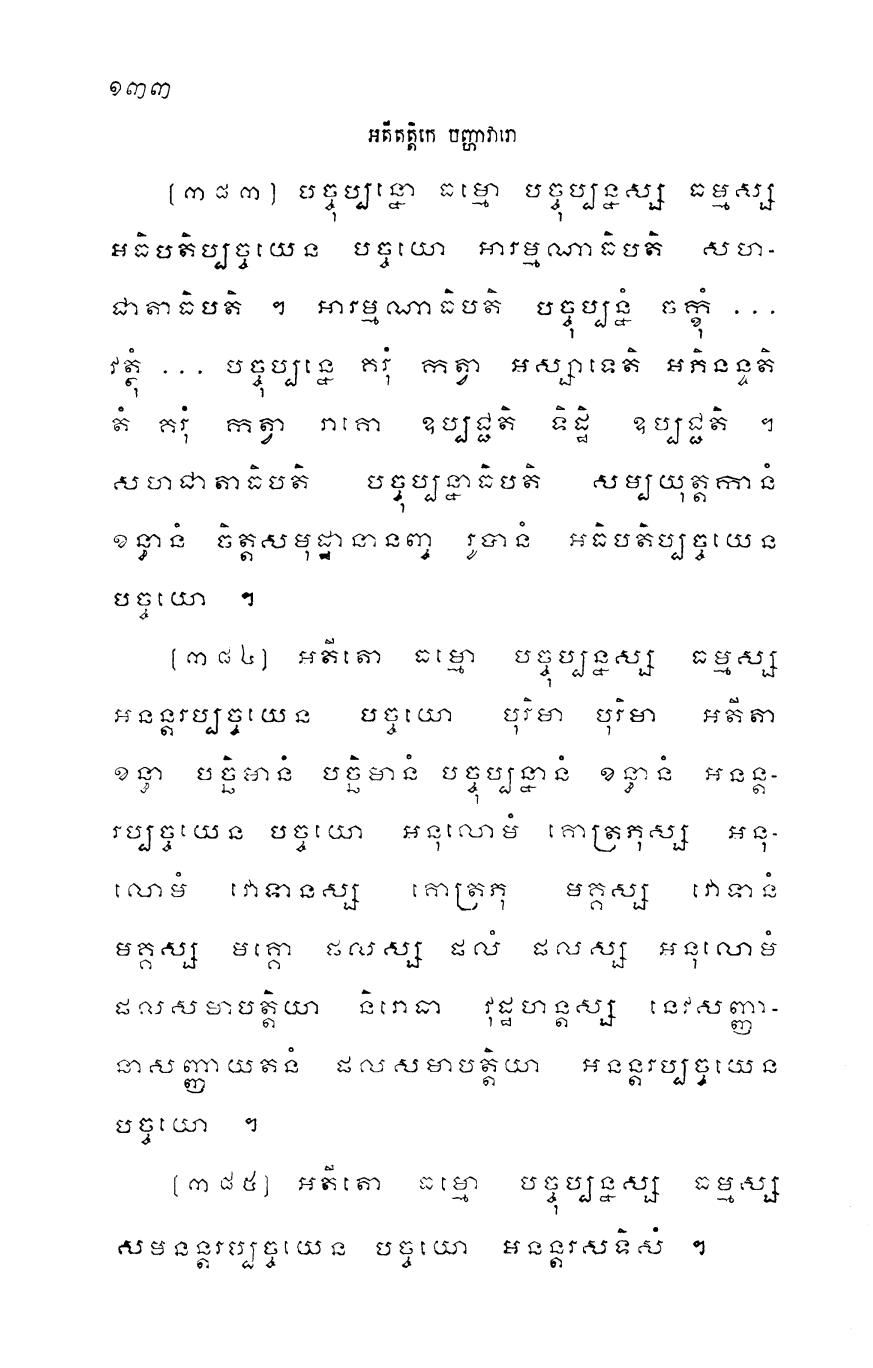 ១៣៣
អតីតត្តិកេ បញ្ហាវារោ
[៣៨៣] បច្ចុប្បន្នោ ធម្មោ បច្ចុប្បន្នស្ស ធម្មស្ស
អធិបតិប្បច្ចយេន បច្ចយោ អារម្មណាធិបតិ សហ-
ជាតាធិបតិ ៗ អារម្មណាធិបតិ បច្ចុប្បន្នំ ចក្ខុំ ...
វត្ថុំ ... បច្ចុប្បន្នេ គរុំ កត្វា អស្សាទេតិ អភិនន្ទតិ
តំ គរុំ កត្វា រាគោ ឧប្បជ្ជតិ ទិដ្ឋិ ឧប្បជ្ជតិ ៗ
សហជាតាធិបតិ បច្ចុប្បន្នាធិបតិ សម្បយុត្តកានំ
ខន្ធានំ ចិត្តសមុដ្ឋានានញ្ច រូបានំ អធិបតិប្បច្ចយេន
បច្ចយោ ៗ
[៣៨៤] អតីតោ ធម្មោ បច្ចុប្បន្នស្ស ធម្មស្ស
អនន្តរប្បច្ចយេន បច្ចយោ បុរិមា បុរិមា អតីតា
ខន្ធា បច្ឆិមានំ បច្ឆិមានំ បច្ចុប្បន្នានំ ខន្ធានំ អនន្ត-
រប្បច្ចយេន បច្ចយោ អនុលោមំ គោត្រភុស្ស អនុ-
លោមំ វោទានស្ស គោត្រភុ មគ្គស្ស វោទានំ
មគ្គស្ស មគ្គោ ផលស្ស ផលំ ផលស្ស អនុលោមំ
ផលសមាបត្តិយា និរោធា វុដ្ឋហន្តស្ស នេវសញ្ញា-
នាសញ្ញាយតនំ ផលសមាបត្តិយា អនន្តរប្បច្ចយេន
បច្ចយោ ៗ
[៣៨៥] អតីតោ ធម្មោ បច្ចុប្បន្នស្ស ធម្មស្ស
សមនន្តរប្បច្ចយេន បច្ចយោ អនន្តរសទិសំ ៗ